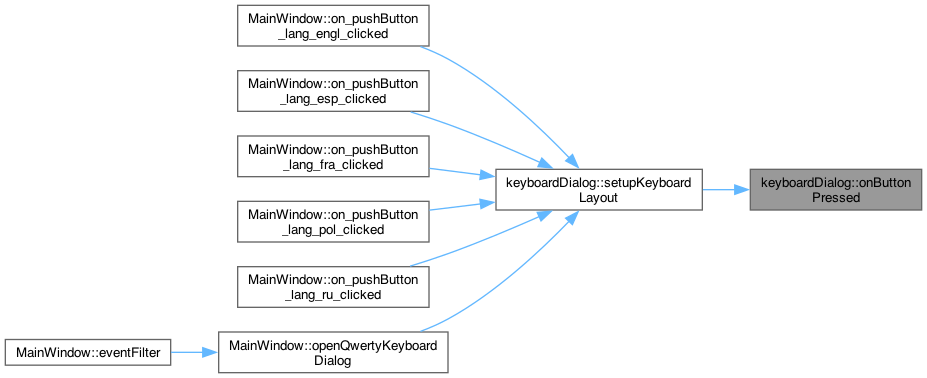 MainWindow::on_pushButton
_lang_engl_clicked
MainWindow::on_pushButton
_lang_esp_clicked
MainWindow::on_pushButton
_lang_fra_clicked
keyboardDialog::setupKeyboard
Layout
keyboardDialog::onButton
Pressed
MainWindow::on_pushButton
_lang_pol_clicked
MainWindow::on_pushButton
_lang_ru_clicked
MainWindow::eventFilter
MainWindow::openQwertyKeyboard
Dialog